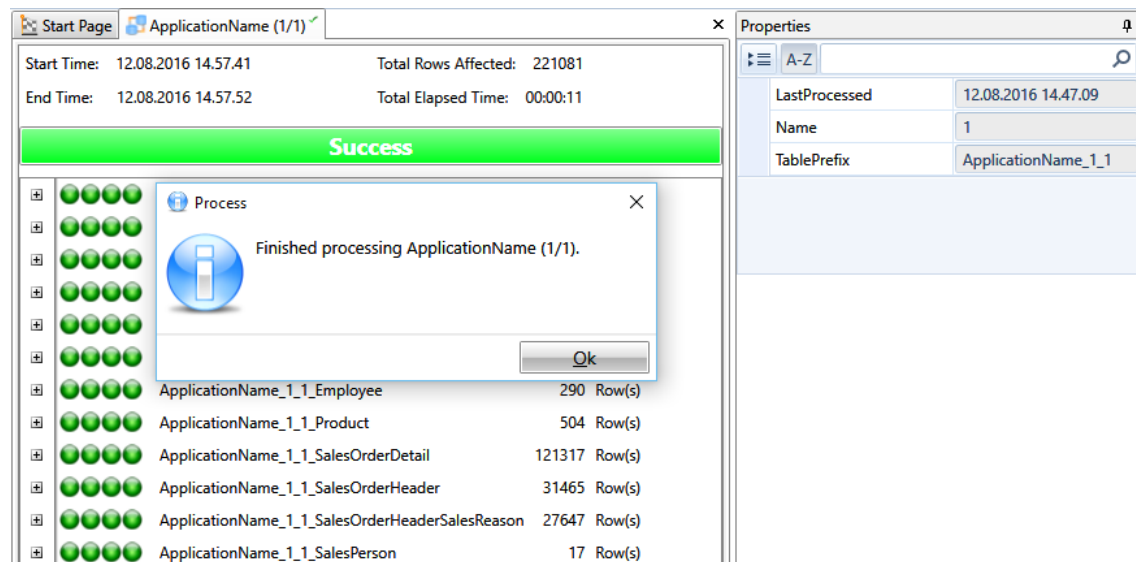 Start Page ApplicationName (1/1)
Start Time: 12.08.2016 14.57.41 Total Rows Affected: 221081
End Time: 12.08.2016 14.57.52 Total Elapsed Time: 00:00:11
Success
Process
Finished processing ApplicationName (1/1).
Ok
ApplicationName_1_1_Employee 290 Row(s)
ApplicationName_1_1_Product 504 Row(s)
ApplicationName_1_1_SalesOrderDetail 121317 Row(s)
ApplicationName_1_1_SalesOrderHeader 31465 Row(s)
ApplicationName_1_1_SalesOrderHeaderSalesReason 27647 Row(s)
ApplicationName_1_1_SalesPerson 17 Row(s)
Properties
A-Z
LastProcessed 12.08.2016 14.47.09
Name 1
TablePrefix ApplicationName_1_1